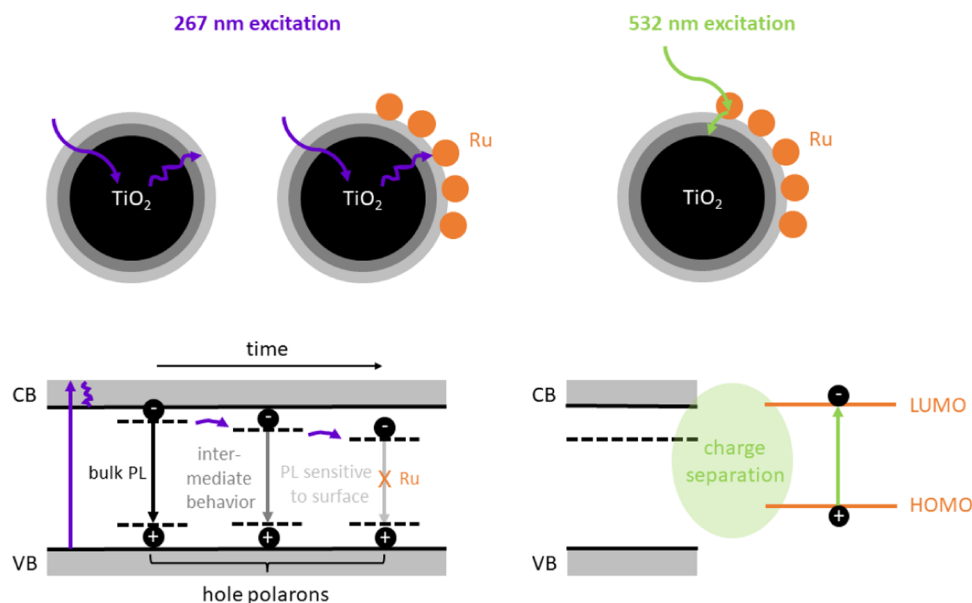 267 nm excitation
532 nm excitation
TiO₂
TiO₂
Ru
TiO₂
Ru
time
CB
-
-
-
bulk PL
inter-
mediate
behavior
PL sensitive
to surface
X Ru
+
+
+
VB
hole polarons
CB
-
LUMO
charge
separation
HOMO
+
VB